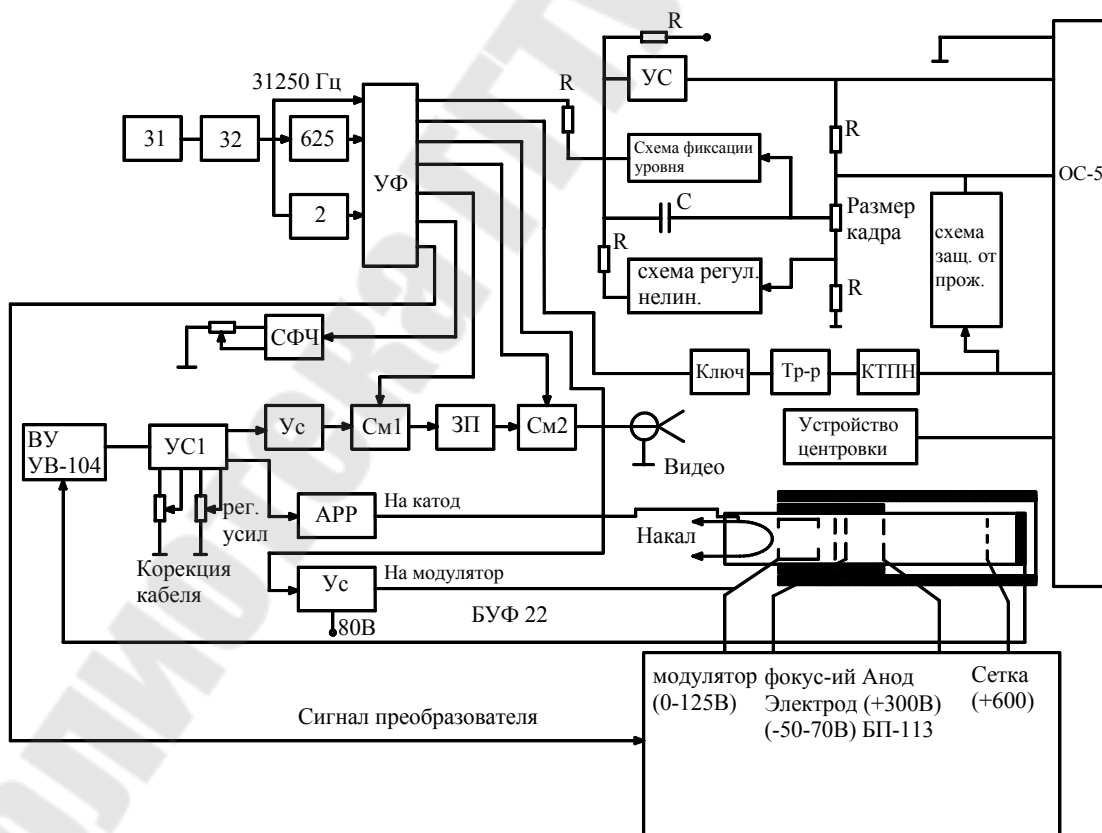 R
УС
31250 Гц
R
31
32
625
УФ
2
Схема фиксации
уровня
R
ОС-5
C
Размер
кадра
R
схема регул.
нелин.
R
схема
защ. от
прож.
СФЧ
Ключ
Тр-р
КТПН
Ус
См1
ЗП
См2
Устройство
центровки
ВУ
УВ-104
УС1
Видео
рег.
усил
АРР
На катод
Накал
Корекция
кабеля
Ус
На модулятор
80В
БУФ 22
модулятор
(0-125В)
фокус-ий Анод
Электрод (+300В)
(-50-70В) БП-113
Сетка
(+600)
Сигнал преобразователя